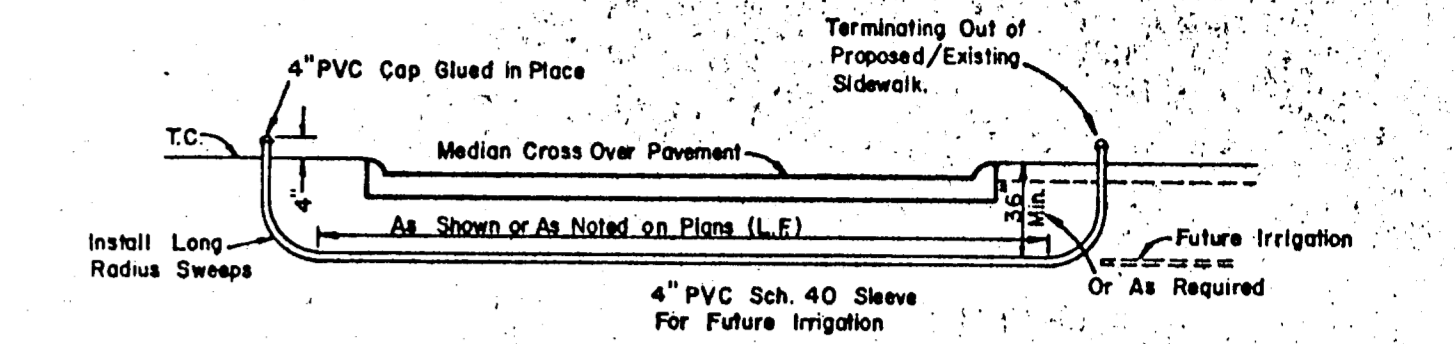 Terminating Out of
Proposed/Existing
Sidewalk.
4" PVC Cap Glued in Place
T.C.
Median Cross Over Pavement
4"
36"
Min.
As Shown or As Noted on Plans (L.F.)
Install Long
Radius Sweeps
Future Irrigation
Or As Required
4" PVC Sch. 40 Sleeve
For Future Irrigation